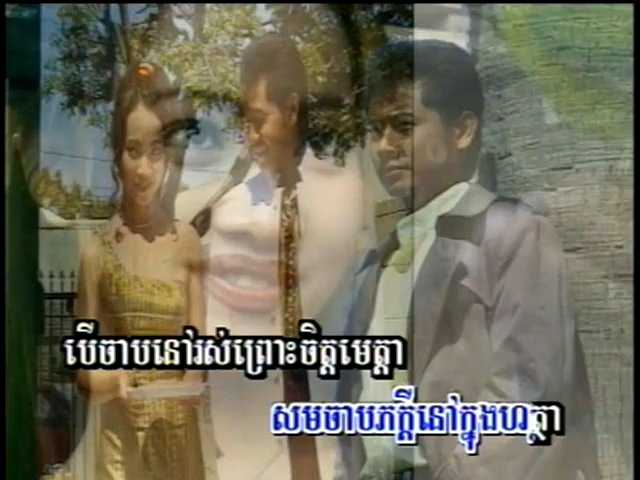 បើចាបនៅរស់ព្រោះចិត្តមេត្តា
សមចាបភក្ដីនៅក្នុងហត្ថា